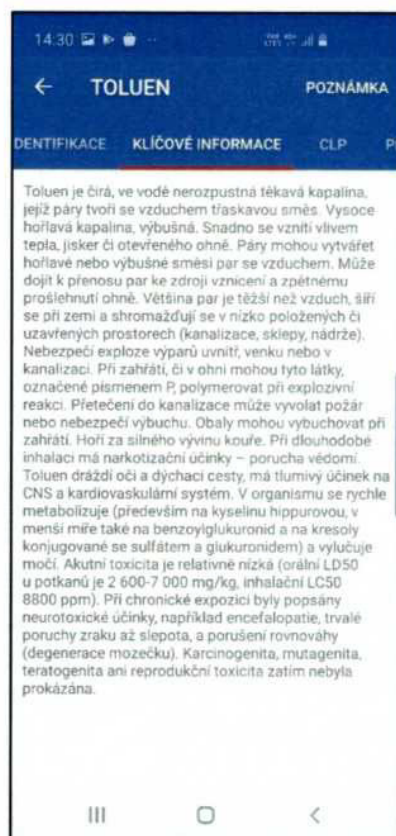 14.30
TOLUEN POZNÁMKA
DENTIFIKACE KLÍČOVÉ INFORMACE CLP P
Toluen je čirá, ve vodě nerozpustná těkavá kapalina,
jejíž páry tvoří se vzduchem třaskavou směs. Vysoce
hořlavá kapalina, výbušná. Snadno se vznítí vlivem
tepla, jisker či otevřeného ohně. Páry mohou vytvářet
hořlavé nebo výbušné směsi par se vzduchem. Může
dojít k přenosu par ke zdroji vznícení a zpětnému
prošlehnutí ohně. Většina par je těžší než vzduch, šíří
se při zemi a shromažďují se v nízko položených či
uzavřených prostorech (kanalizace, sklepy, nádrže).
Nebezpečí exploze výparů uvnitř, venku nebo v
kanalizaci. Při zahřátí, či v ohni mohou tyto látky,
označené písmenem P, polymerovat při explozivní
reakci. Přetečení do kanalizace může vyvolat požár
nebo nebezpečí výbuchu. Obaly mohou vybuchovat při
zahřátí. Hoří za silného vývinu kouře. Při dlouhodobé
inhalaci má narkotizační účinky – porucha vědomí.
Toluen dráždí oči a dýchací cesty, má tlumivý účinek na
CNS a kardiovaskulární systém. V organismu se rychle
metabolizuje (především na kyselinu hippurovou, v
menší míře také na benzoylglukuronid a na kresoly
konjugované se sulfátem a glukuronidem) a vylučuje
močí. Akutní toxicita je relativně nízká (orální LD50
u potkanů je 2 600-7 000 mg/kg, inhalační LC50
8800 ppm). Při chronické expozici byly popsány
neurotoxické účinky, například encefalopatie, trvalé
poruchy zraku až slepota, a porušení rovnováhy
(degenerace mozečku). Karcinogenita, mutagenita,
teratogenita ani reprodukční toxicita zatím nebyla
prokázána.